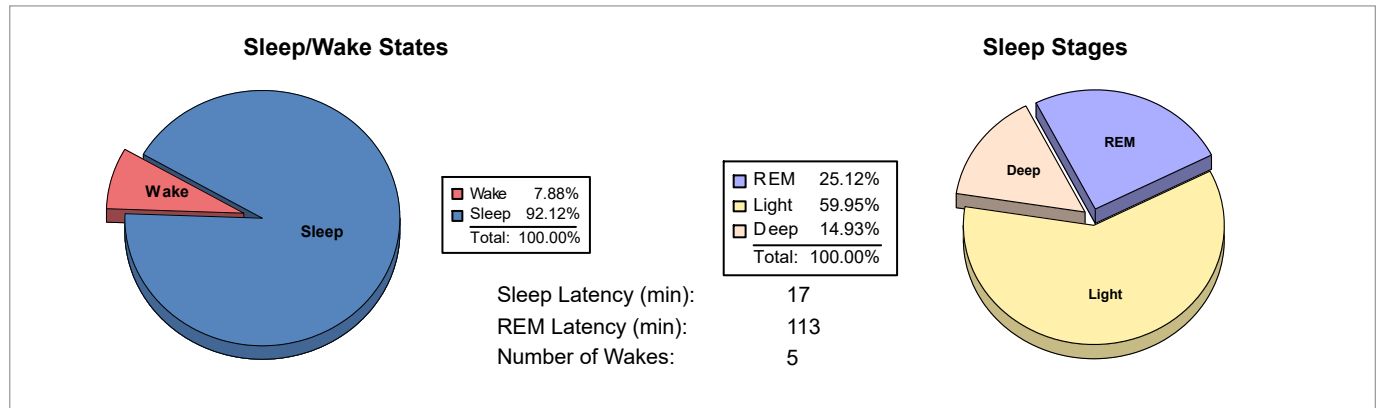 Sleep/Wake States
Wake
Sleep
Wake 7.88%
Sleep 92.12%
Total: 100.00%
Sleep Stages
REM
Deep
Light
REM 25.12%
Light 59.95%
Deep 14.93%
Total: 100.00%
Sleep Latency (min): 17
REM Latency (min): 113
Number of Wakes: 5